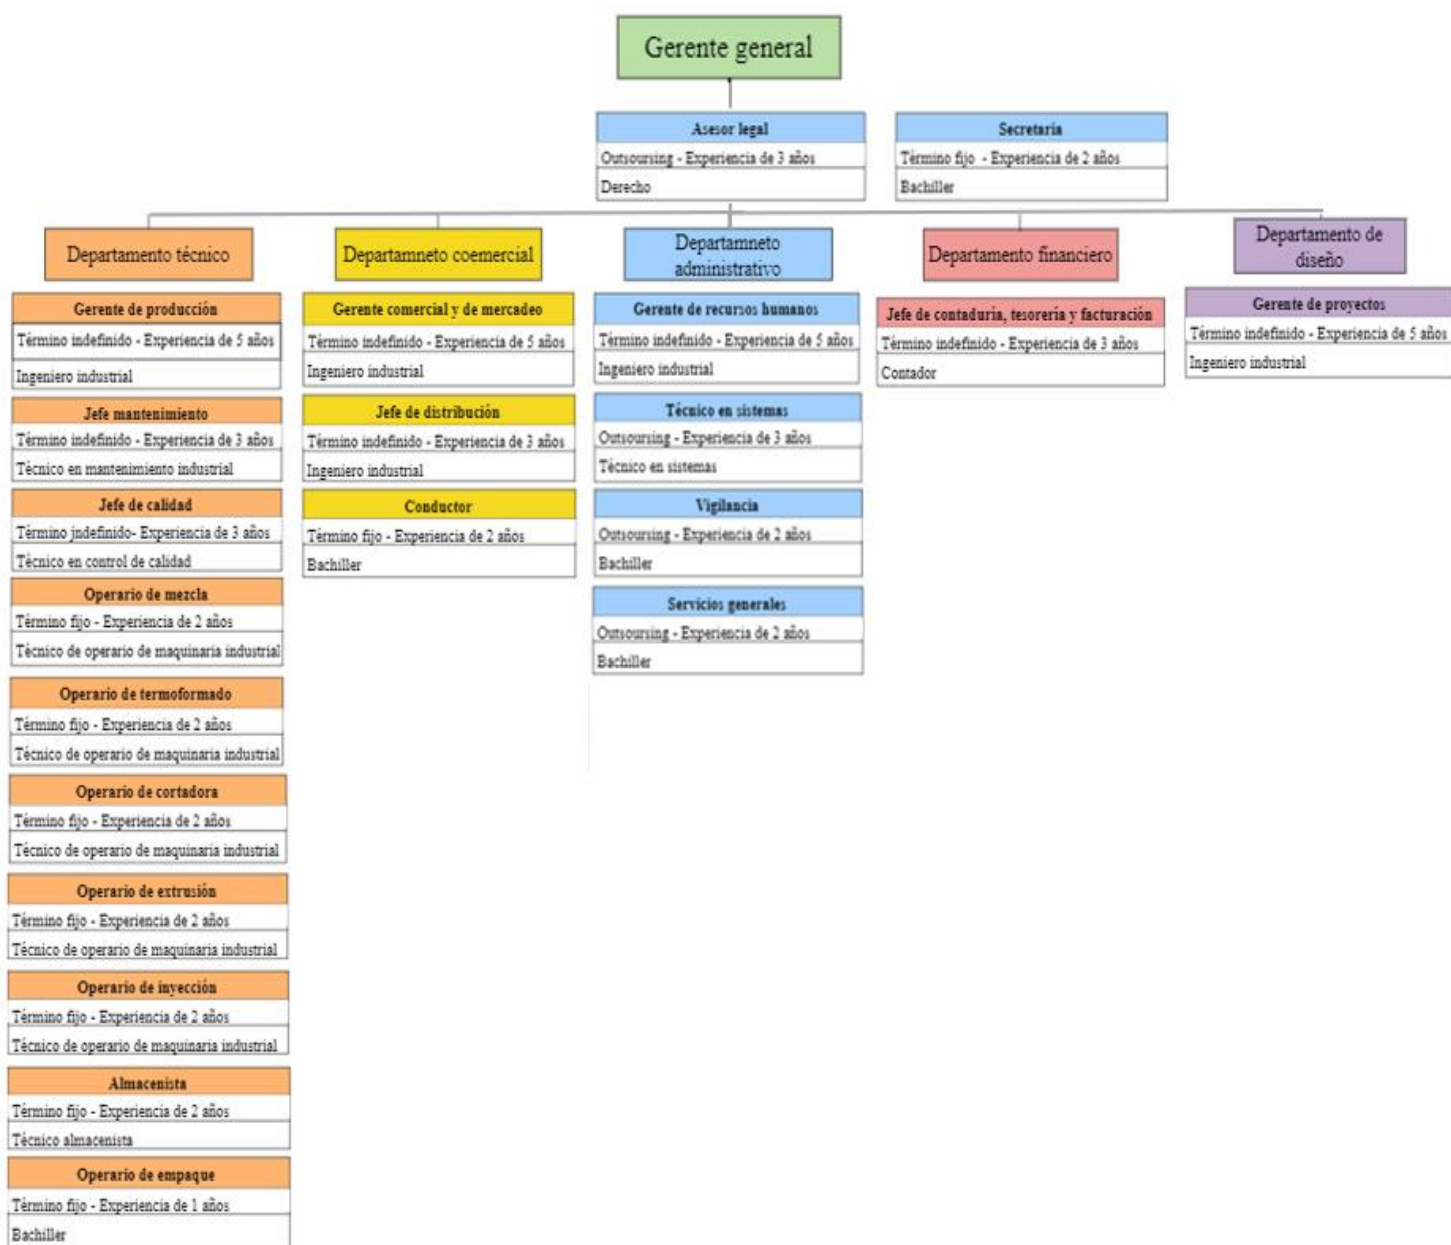 Gerente general
Asesor legal
Outsoursing - Experiencia de 3 años
Derecho
Secretaria
Término fijo - Experiencia de 2 años
Bachiller
Departamento técnico
Gerente de producción
Término indefinido - Experiencia de 5 años
Ingeniero industrial
Jefe mantenimiento
Término indefinido - Experiencia de 3 años
Técnico en mantenimiento industrial
Jefe de calidad
Término jndefinido- Experiencia de 3 años
Técnico en control de calidad
Operario de mezcla
Término fijo - Experiencia de 2 años
Técnico de operario de maquinaria industrial
Operario de termoformado
Término fijo - Experiencia de 2 años
Técnico de operario de maquinaria industrial
Operario de cortadora
Término fijo - Experiencia de 2 años
Técnico de operario de maquinaria industrial
Operario de extrusión
Término fijo - Experiencia de 2 años
Técnico de operario de maquinaria industrial
Operario de inyección
Término fijo - Experiencia de 2 años
Técnico de operario de maquinaria industrial
Almacenista
Término fijo - Experiencia de 2 años
Técnico almacenista
Operario de empaque
Término fijo - Experiencia de 1 años
Bachiller
Departamneto coemercial
Gerente comercial y de mercadeo
Término indefinido - Experiencia de 5 años
Ingeniero industrial
Jefe de distribución
Término indefinido - Experiencia de 3 años
Ingeniero industrial
Conductor
Término fijo - Experiencia de 2 años
Bachiller
Departamneto
administrativo
Gerente de recursos humanos
Término indefinido - Experiencia de 5 años
Ingeniero industrial
Técnico en sistemas
Outsoursing - Experiencia de 3 años
Técnico en sistemas
Vigilancia
Outsoursing - Experiencia de 2 años
Bachiller
Servicios generales
Outsoursing - Experiencia de 2 años
Bachiller
Departamento financiero
Jefe de contaduría, tesorería y facturación
Término indefinido - Experiencia de 3 años
Contador
Departamento de
diseño
Gerente de proyectos
Término indefinido - Experiencia de 5 años
Ingeniero industrial